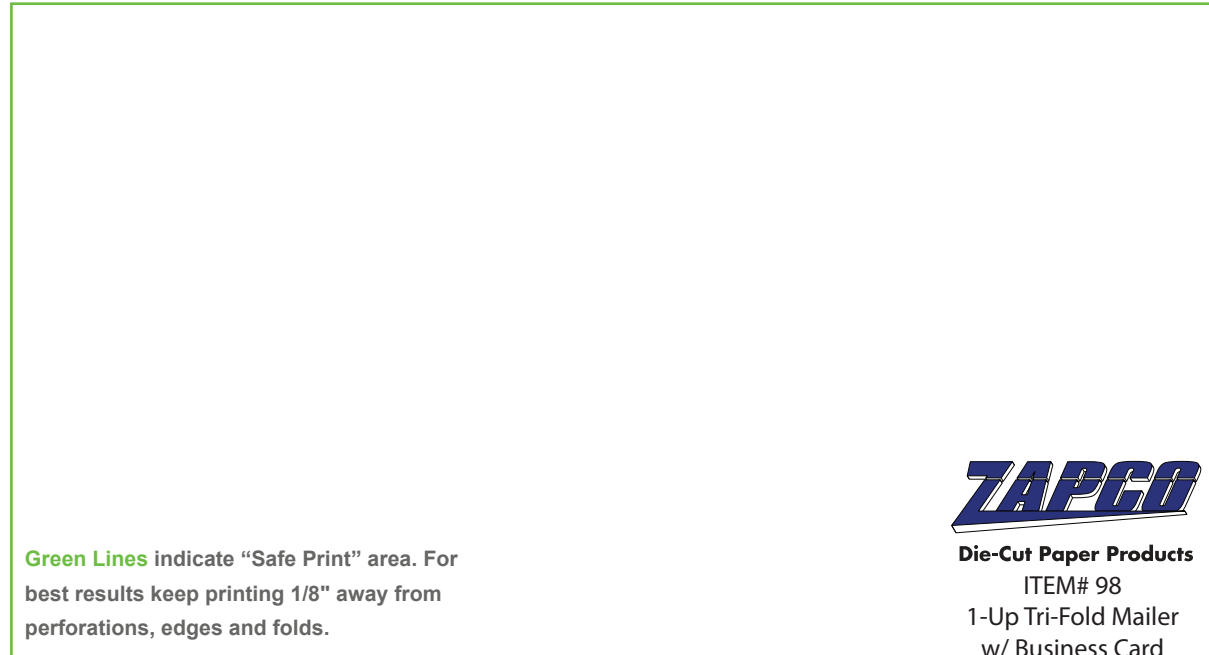 ZAPCO
Die-Cut Paper Products
ITEM# 98
1-Up Tri-Fold Mailer
w/ Business Card
Green Lines indicate “Safe Print” area. For
best results keep printing 1/8" away from
perforations, edges and folds.